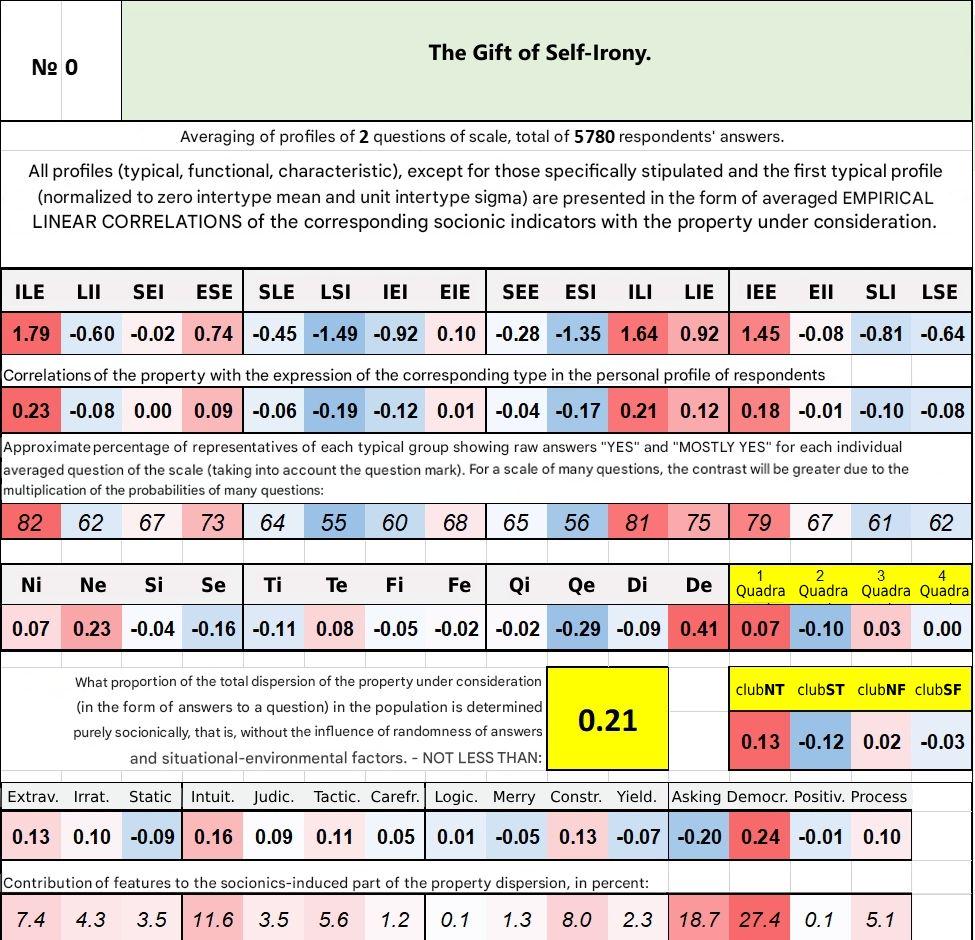 № 0
The Gift of Self-Irony.
Averaging of profiles of 2 questions of scale, total of 5780 respondents' answers.
All profiles (typical, functional, characteristic), except for those specifically stipulated and the first typical profile
(normalized to zero intertype mean and unit intertype sigma) are presented in the form of averaged EMPIRICAL
LINEAR CORRELATIONS of the corresponding socionic indicators with the property under consideration.
ILE LII SEI ESE SLE LSI IEI EIE SEE ESI ILI LIE IEE EII SLI LSE
1.79 -0.60 -0.02 0.74 -0.45 -1.49 -0.92 0.10 -0.28 -1.35 1.64 0.92 1.45 -0.08 -0.81 -0.64
Correlations of the property with the expression of the corresponding type in the personal profile of respondents
0.23 -0.08 0.00 0.09 -0.06 -0.19 -0.12 0.01 -0.04 -0.17 0.21 0.12 0.18 -0.01 -0.10 -0.08
Approximate percentage of representatives of each typical group showing raw answers "YES" and "MOSTLY YES" for each individual
averaged question of the scale (taking into account the question mark). For a scale of many questions, the contrast will be greater due to the
multiplication of the probabilities of many questions:
82 62 67 73 64 55 60 68 65 56 81 75 79 67 61 62
Ni Ne Si Se Ti Te Fi Fe Qi Qe Di De 1 Quadra 2 Quadra 3 Quadra 4 Quadra
0.07 0.23 -0.04 -0.16 -0.11 0.08 -0.05 -0.02 -0.02 -0.29 -0.09 0.41 0.07 -0.10 0.03 0.00
What proportion of the total dispersion of the property under consideration
(in the form of answers to a question) in the population is determined
purely socionically, that is, without the influence of randomness of answers
and situational-environmental factors. - NOT LESS THAN:
0.21
clubNT clubST clubNF clubSF
0.13 -0.12 0.02 -0.03
Extrav. Irrat. Static Intuit. Judic. Tactic. Carefr. Logic. Merry Constr. Yield. Asking Democr. Positiv. Process
0.13 0.10 -0.09 0.16 0.09 0.11 0.05 0.01 -0.05 0.13 -0.07 -0.20 0.24 -0.01 0.10
Contribution of features to the socionics-induced part of the property dispersion, in percent:
7.4 4.3 3.5 11.6 3.5 5.6 1.2 0.1 1.3 8.0 2.3 18.7 27.4 0.1 5.1